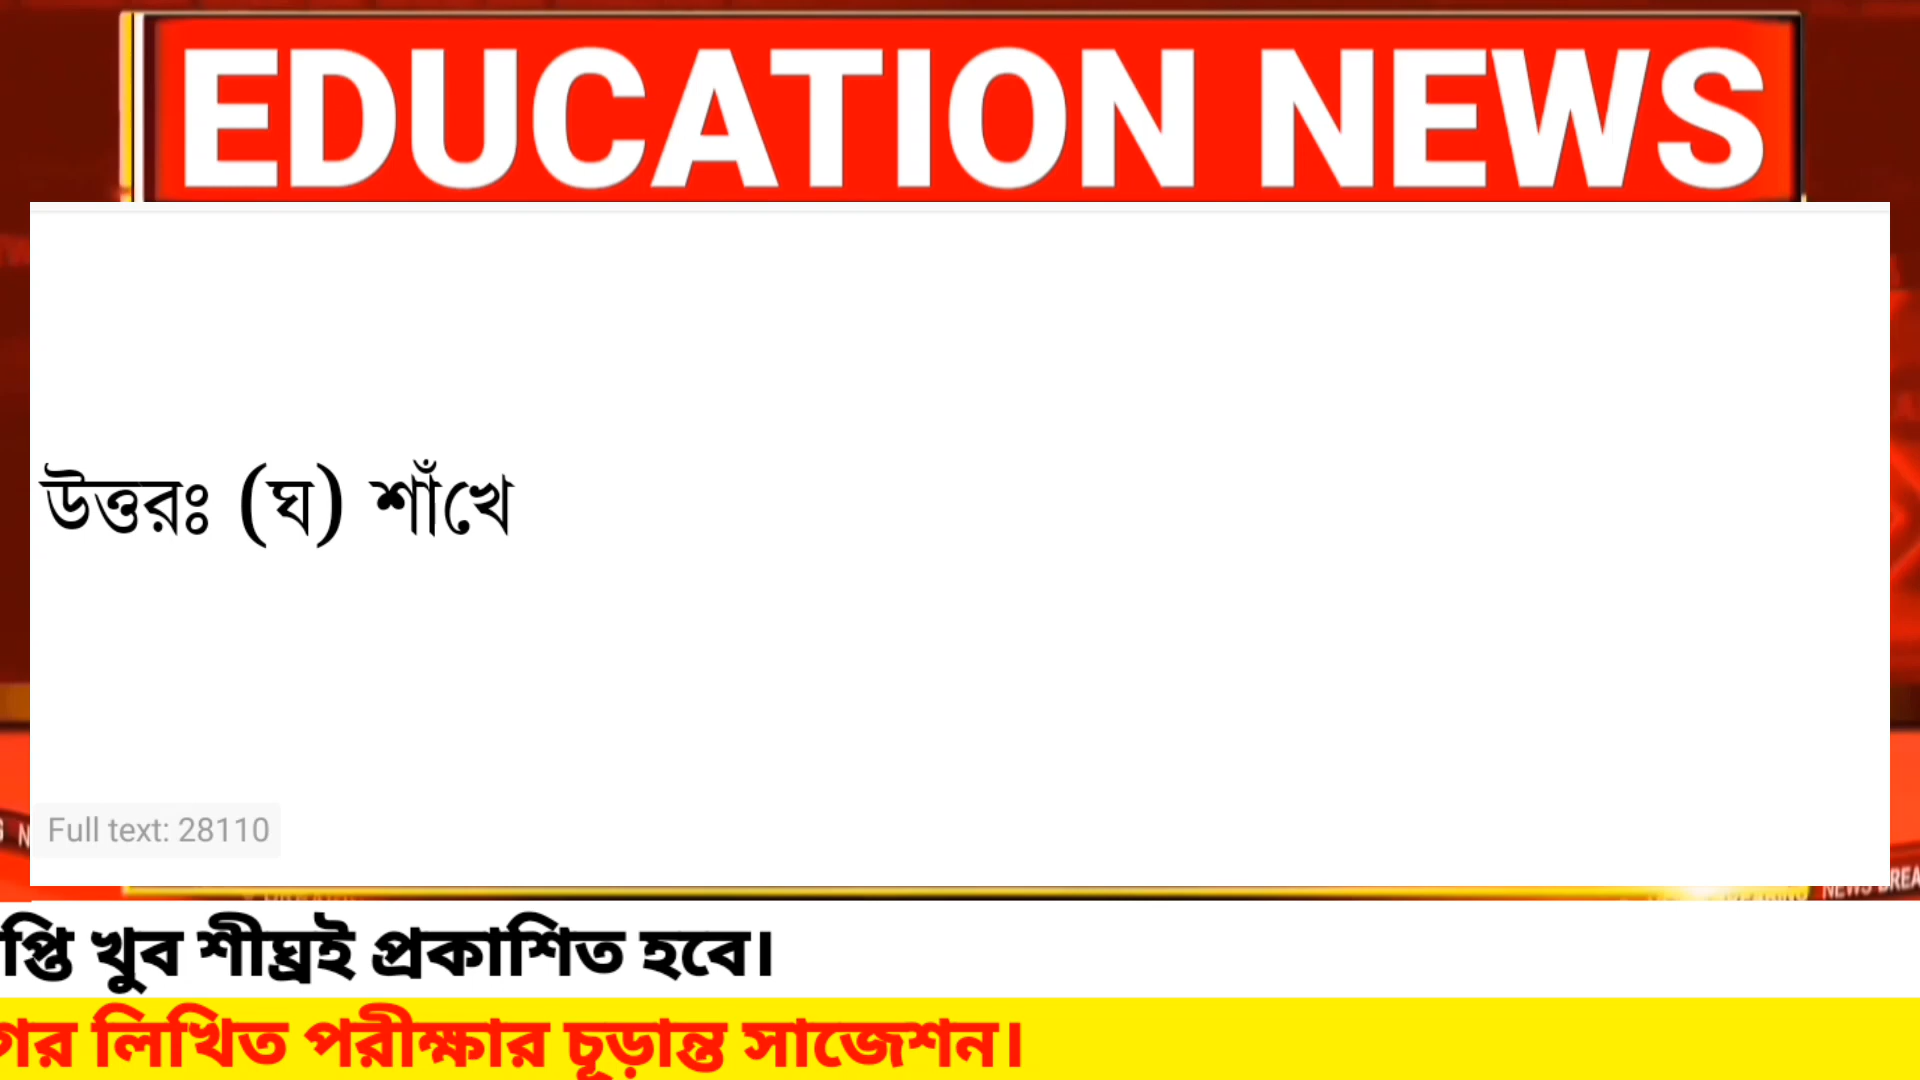 EDUCATION NEWS
উত্তরঃ (ঘ) শাঁখে
Full text: 28110
প্তি খুব শীঘ্রই প্রকাশিত হবে।
গর লিখিত পরীক্ষার চূড়ান্ত সাজেশন।